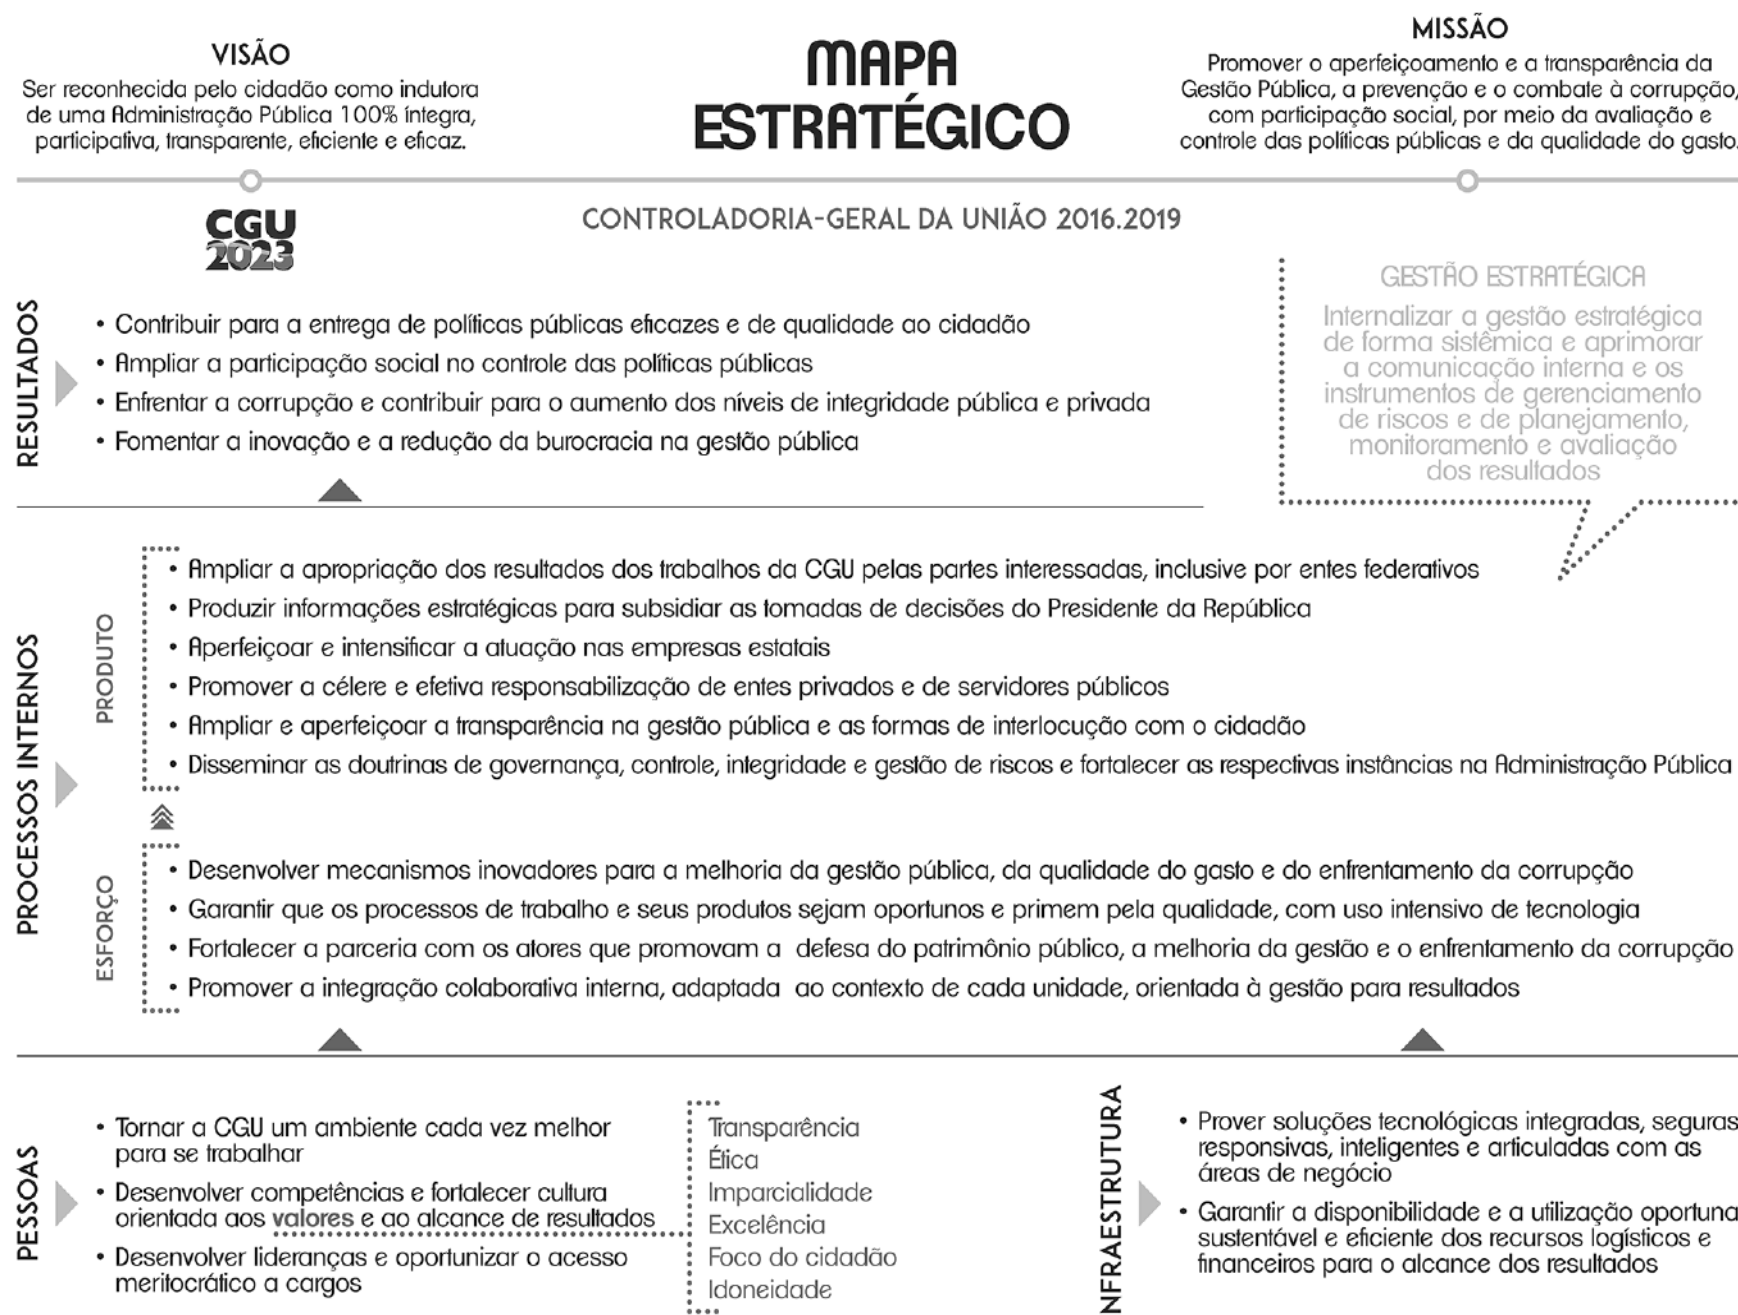 VISÃO
Ser reconhecida pelo cidadão como indutora
de uma Administração Pública 100% íntegra,
participativa, transparente, eficiente e eficaz.
MAPA
ESTRATÉGICO
MISSÃO
Promover o aperfeiçoamento e a transparência da
Gestão Pública, a prevenção e o combate à corrupção,
com participação social, por meio da avaliação e
controle das políticas públicas e da qualidade do gasto.
CGU
2023
CONTROLADORIA-GERAL DA UNIÃO 2016.2019
GESTÃO ESTRATÉGICA
Internalizar a gestão estratégica
de forma sistêmica e aprimorar
a comunicação interna e os
instrumentos de gerenciamento
de riscos e de planejamento,
monitoramento e avaliação
dos resultados
RESULTADOS
• Contribuir para a entrega de políticas públicas eficazes e de qualidade ao cidadão
• Ampliar a participação social no controle das políticas públicas
• Enfrentar a corrupção e contribuir para o aumento dos níveis de integridade pública e privada
• Fomentar a inovação e a redução da burocracia na gestão pública
PROCESSOS INTERNOS
PRODUTO
• Ampliar a apropriação dos resultados dos trabalhos da CGU pelas partes interessadas, inclusive por entes federativos
• Produzir informações estratégicas para subsidiar as tomadas de decisões do Presidente da República
• Aperfeiçoar e intensificar a atuação nas empresas estatais
• Promover a célere e efetiva responsabilização de entes privados e de servidores públicos
• Ampliar e aperfeiçoar a transparência na gestão pública e as formas de interlocução com o cidadão
• Disseminar as doutrinas de governança, controle, integridade e gestão de riscos e fortalecer as respectivas instâncias na Administração Pública
ESFORÇO
• Desenvolver mecanismos inovadores para a melhoria da gestão pública, da qualidade do gasto e do enfrentamento da corrupção
• Garantir que os processos de trabalho e seus produtos sejam oportunos e primem pela qualidade, com uso intensivo de tecnologia
• Fortalecer a parceria com os atores que promovam a defesa do patrimônio público, a melhoria da gestão e o enfrentamento da corrupção
• Promover a integração colaborativa interna, adaptada ao contexto de cada unidade, orientada à gestão para resultados
PESSOAS
• Tornar a CGU um ambiente cada vez melhor
para se trabalhar
• Desenvolver competências e fortalecer cultura
orientada aos valores e ao alcance de resultados
• Desenvolver lideranças e oportunizar o acesso
meritocrático a cargos
Transparência
Ética
Imparcialidade
Excelência
Foco do cidadão
Idoneidade
NFRAESTRUTURA
• Prover soluções tecnológicas integradas, seguras
responsivas, inteligentes e articuladas com as
áreas de negócio
• Garantir a disponibilidade e a utilização oportuna
sustentável e eficiente dos recursos logísticos e
financeiros para o alcance dos resultados